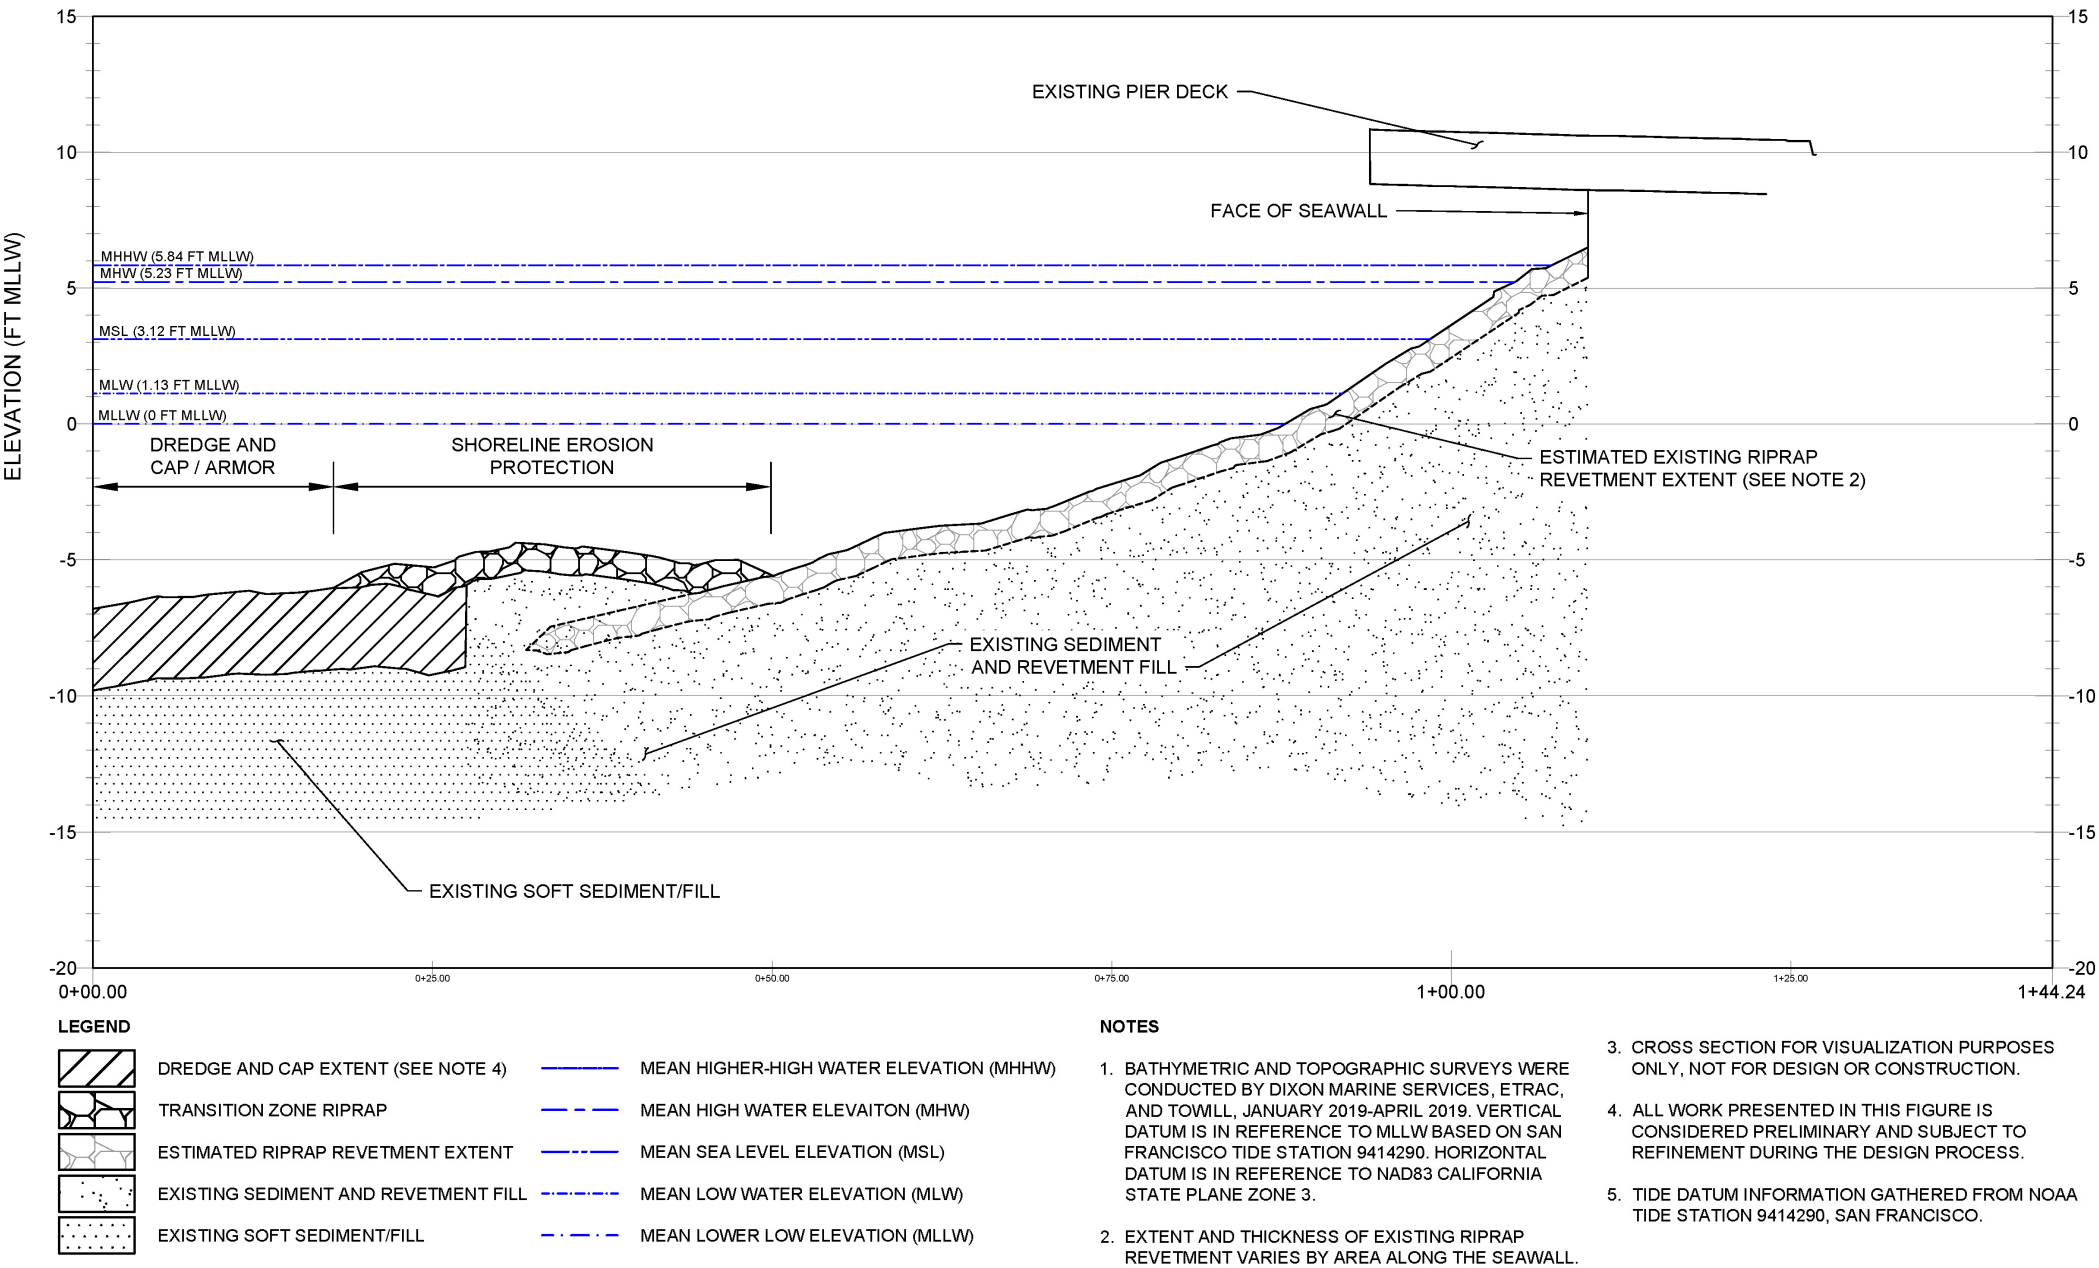 15
15
EXISTING PIER DECK
10
10
FACE OF SEAWALL
ELEVATION (FT MLLW)
MHHW (5.84 FT MLLW)
MHW (5.23 FT MLLW)
5
5
MSL (3.12 FT MLLW)
MLW (1.13 FT MLLW)
MLLW (0 FT MLLW)
0
0
DREDGE AND
CAP / ARMOR
SHORELINE EROSION
PROTECTION
ESTIMATED EXISTING RIPRAP
REVETMENT EXTENT (SEE NOTE 2)
-5
-5
EXISTING SEDIMENT
AND REVETMENT FILL
-10
-10
-15
-15
EXISTING SOFT SEDIMENT/FILL
-20
-20
0+00.00
0+25.00
0+50.00
0+75.00
1+00.00
1+25.00
1+44.24
LEGEND
DREDGE AND CAP EXTENT (SEE NOTE 4)
TRANSITION ZONE RIPRAP
ESTIMATED RIPRAP REVETMENT EXTENT
EXISTING SEDIMENT AND REVETMENT FILL
EXISTING SOFT SEDIMENT/FILL
MEAN HIGHER-HIGH WATER ELEVATION (MHHW)
MEAN HIGH WATER ELEVAITON (MHW)
MEAN SEA LEVEL ELEVATION (MSL)
MEAN LOW WATER ELEVATION (MLW)
MEAN LOWER LOW ELEVATION (MLLW)
NOTES
1. BATHYMETRIC AND TOPOGRAPHIC SURVEYS WERE
CONDUCTED BY DIXON MARINE SERVICES, ETRAC,
AND TOWILL, JANUARY 2019-APRIL 2019. VERTICAL
DATUM IS IN REFERENCE TO MLLW BASED ON SAN
FRANCISCO TIDE STATION 9414290. HORIZONTAL
DATUM IS IN REFERENCE TO NAD83 CALIFORNIA
STATE PLANE ZONE 3.
2. EXTENT AND THICKNESS OF EXISTING RIPRAP
REVETMENT VARIES BY AREA ALONG THE SEAWALL.
3. CROSS SECTION FOR VISUALIZATION PURPOSES
ONLY, NOT FOR DESIGN OR CONSTRUCTION.
4. ALL WORK PRESENTED IN THIS FIGURE IS
CONSIDERED PRELIMINARY AND SUBJECT TO
REFINEMENT DURING THE DESIGN PROCESS.
5. TIDE DATUM INFORMATION GATHERED FROM NOAA
TIDE STATION 9414290, SAN FRANCISCO.